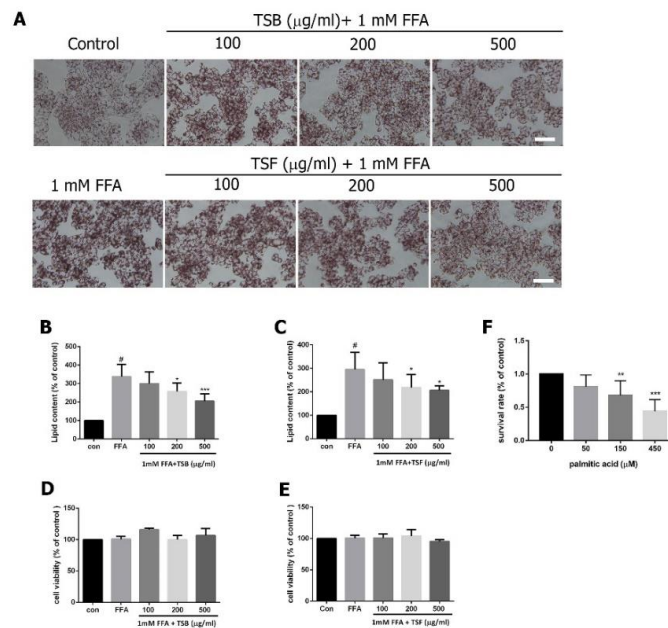 A
TSB (μg/ml)+ 1 mM FFA
Control 100 200 500
TSF (μg/ml) + 1 mM FFA
1 mM FFA 100 200 500
B
Lipid content (% of control)
500
400
300
200
100
0
#
*
***
con FFA 100 200 500
1mM FFA+TSB (μg/ml)
C
Lipid content (% of control)
400
300
200
100
0
#
*
*
con FFA 100 200 500
1mM FFA+TSF (μg/ml)
F
survival rate (% of control)
1.5
1.0
0.5
0.0
**
***
0 50 150 450
palmitic acid (μM)
D
cell viability (% of control )
150
100
50
0
con FFA 100 200 500
1mM FFA + TSB (μg/ml)
E
cell viability (% of control )
150
100
50
0
Con FFA 100 200 500
1mM FFA + TSF (μg/ml)